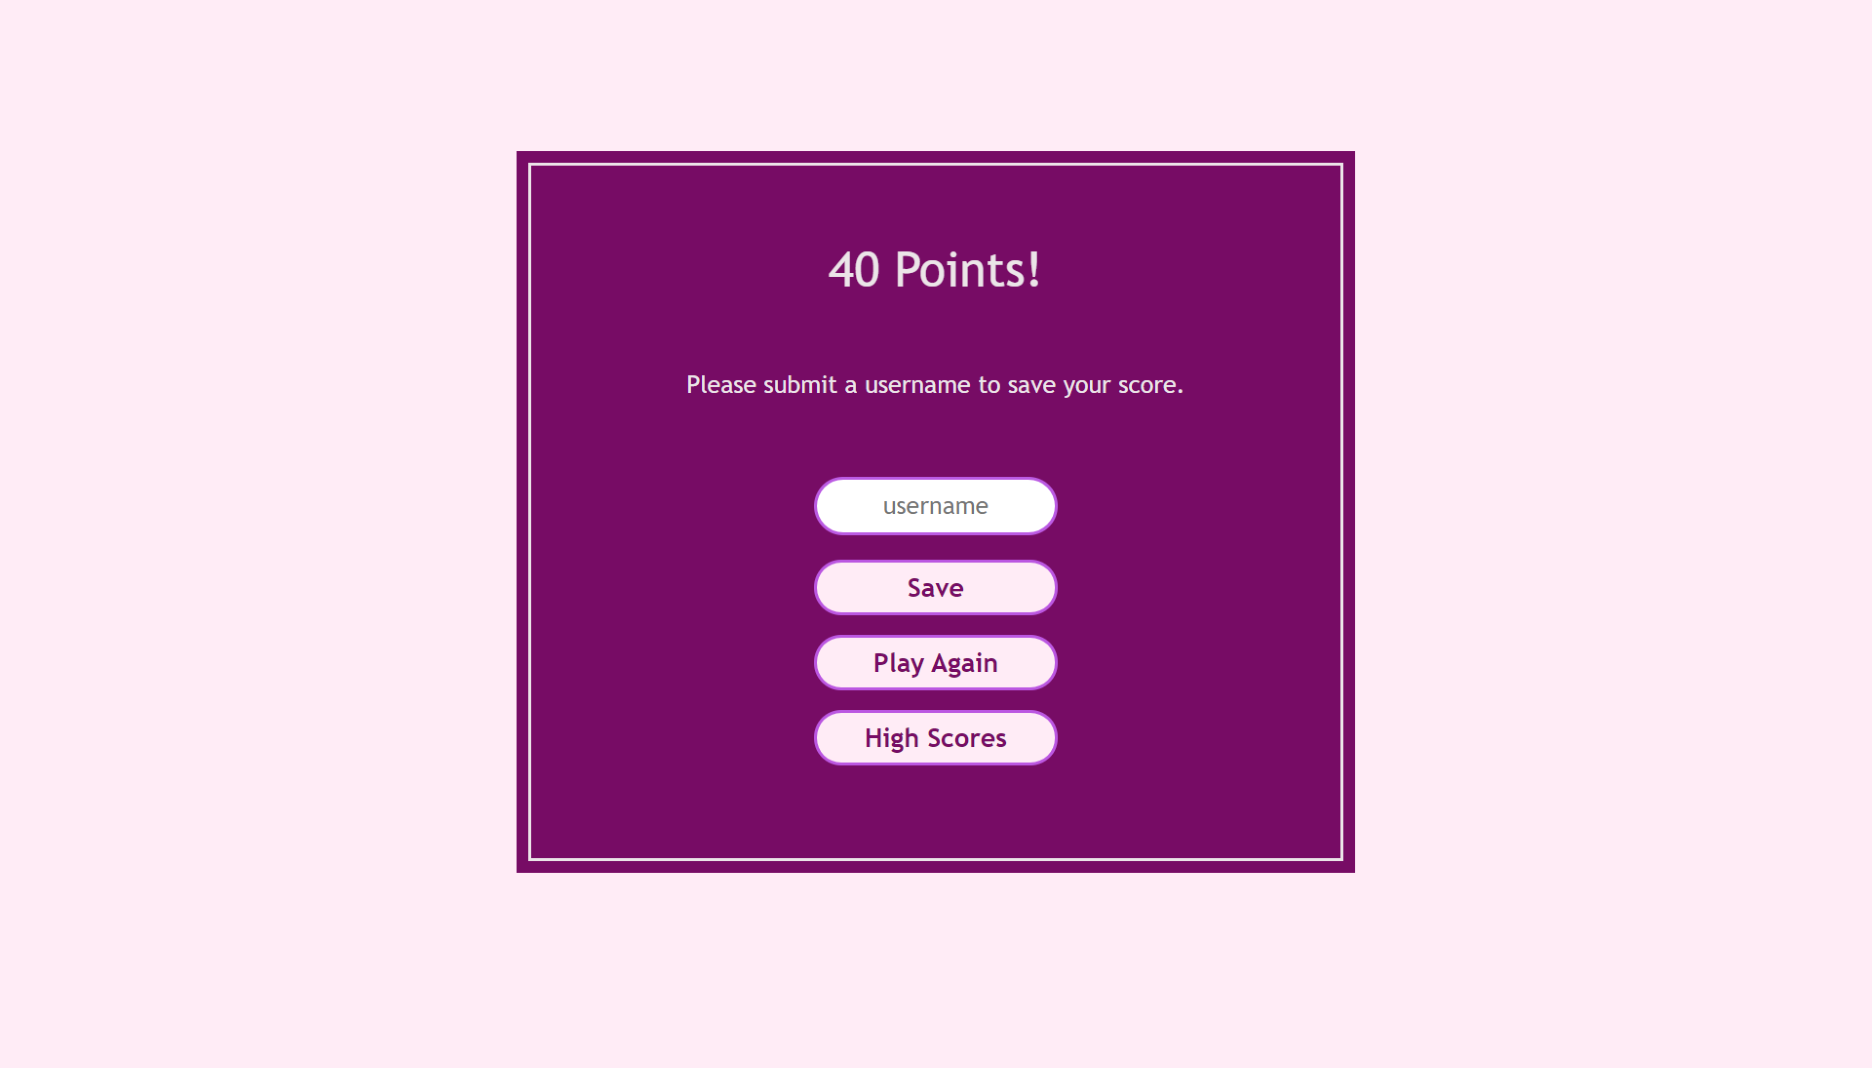 40 Points!
Please submit a username to save your score.
username
Save
Play Again
High Scores